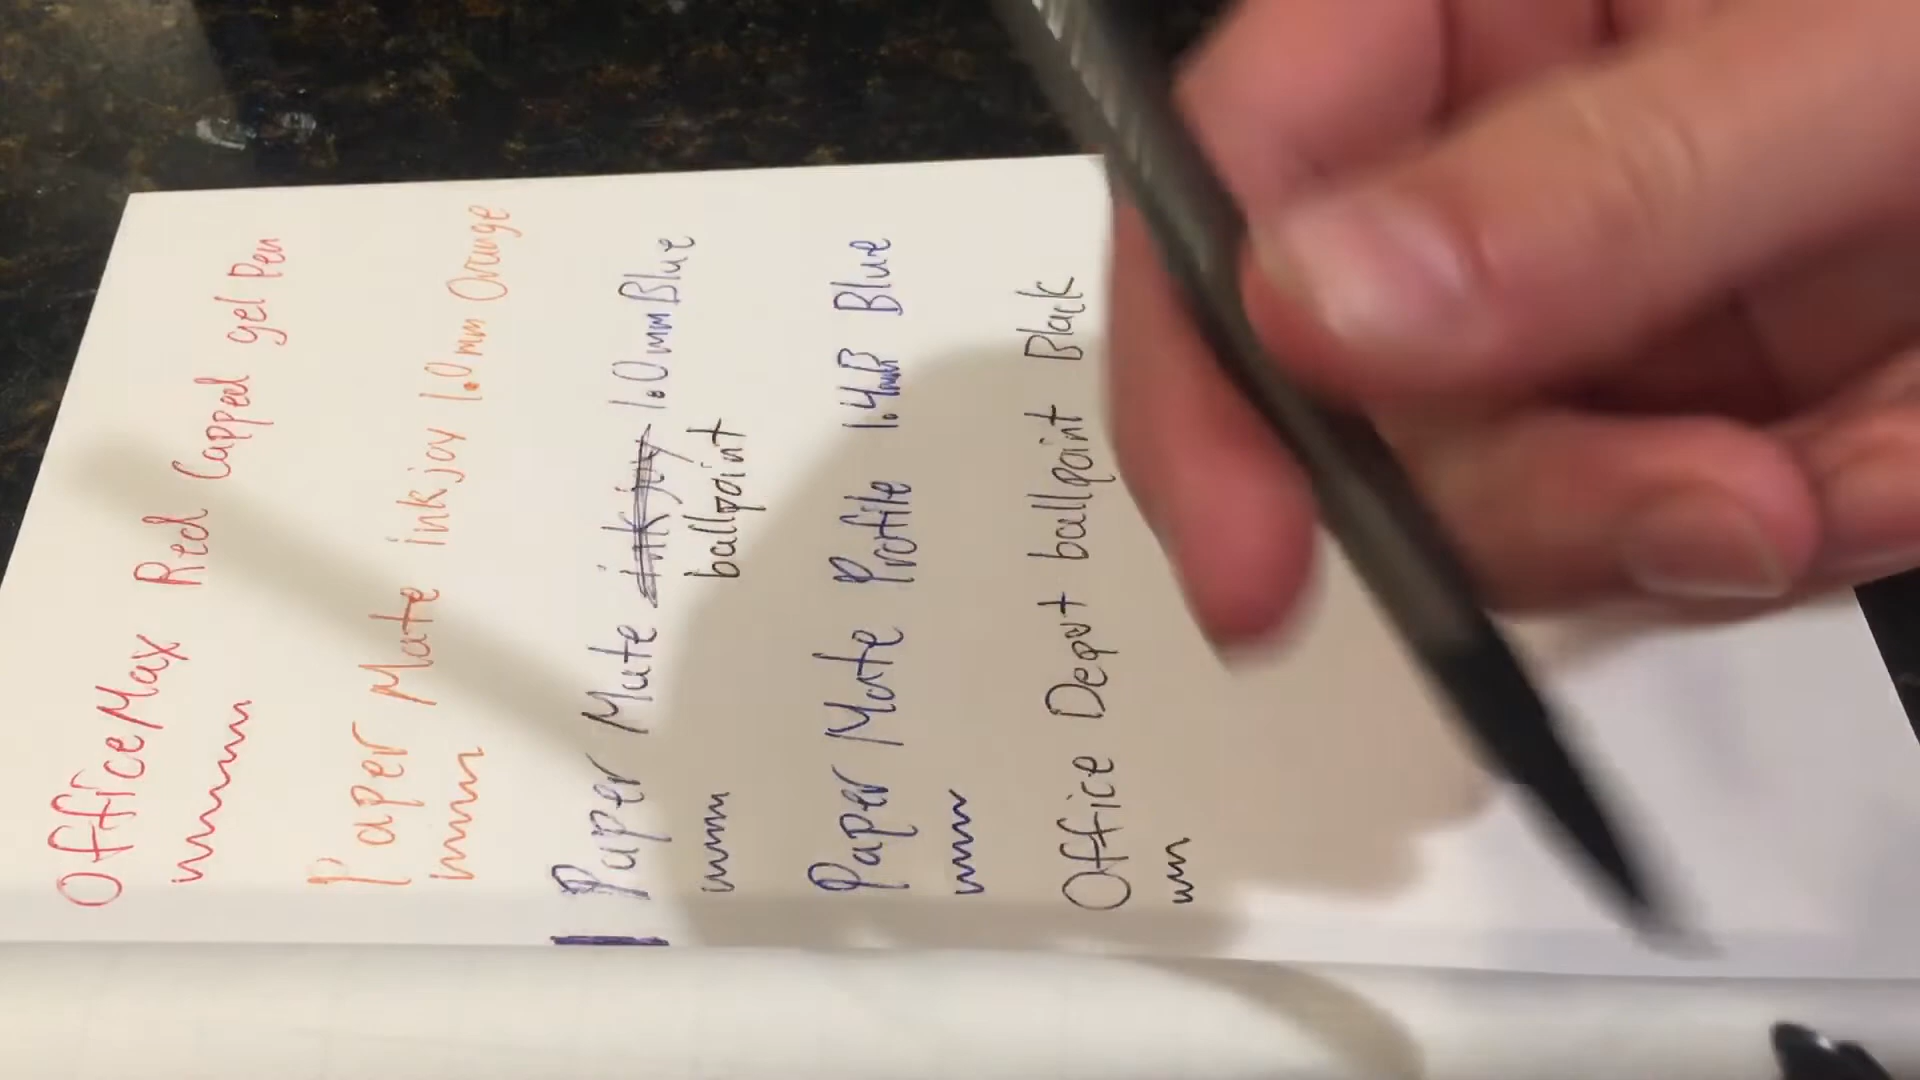 OfficeMax Red Capped gel Pen
Paper Mate inkjoy 1.0mm Orange
Paper Mate inkjoy 1.0mm Blue
ballpoint
Paper Mate Profile 1.4mB Blue
Office Depot ballpoint Black